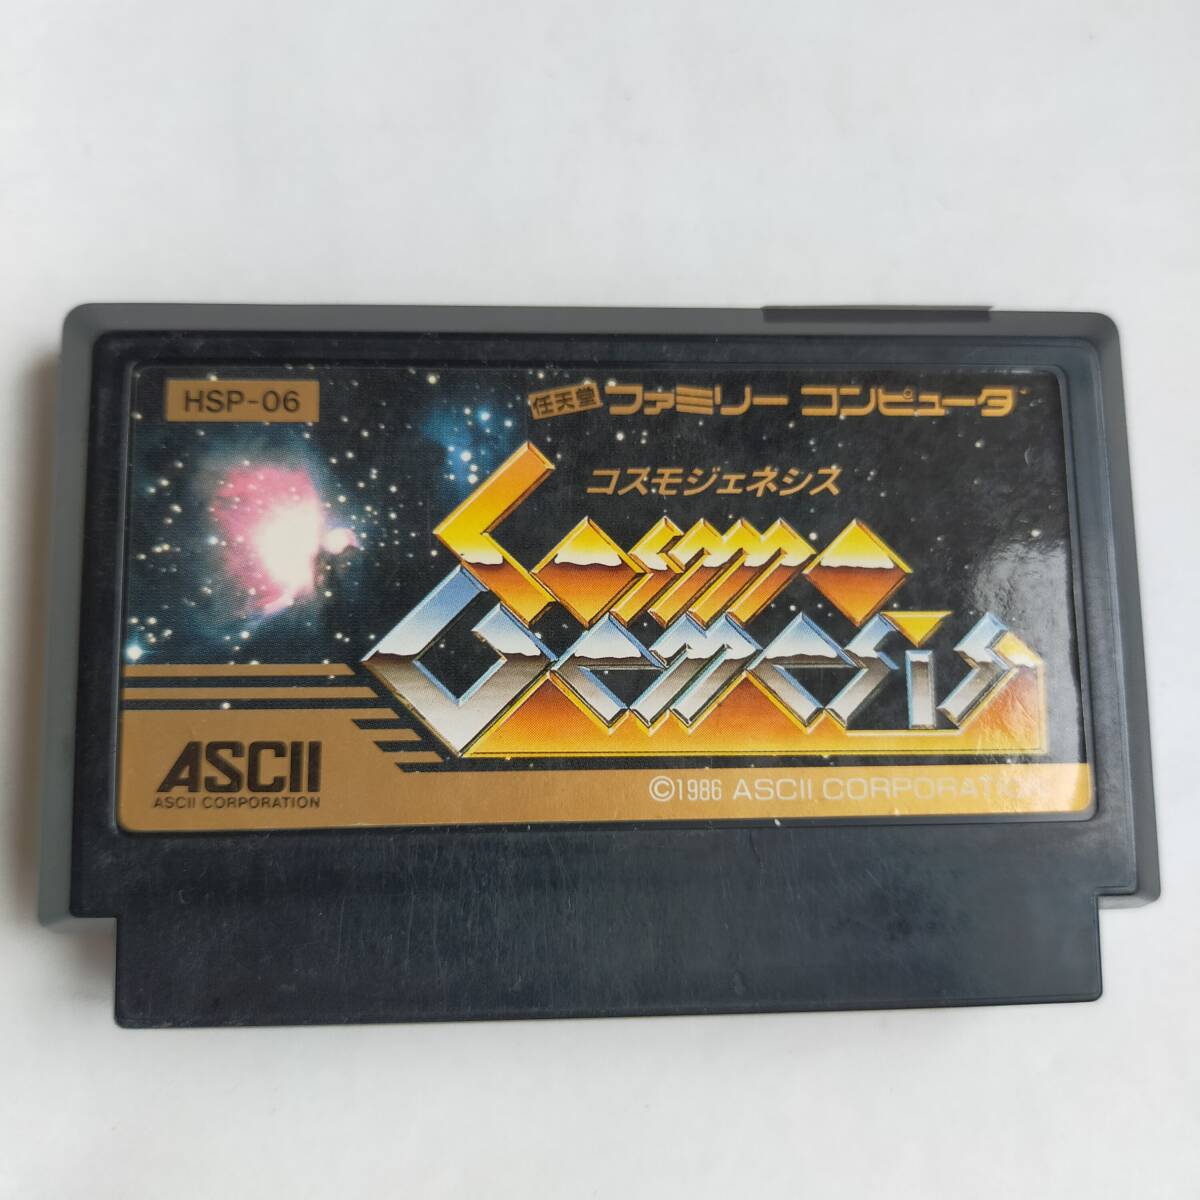 HSP-06
任天堂 ファミリー コンピュータ
コスモジェネシス
Cosmo
Genesis
ASCII
ASCII CORPORATION
©1986 ASCII CORPORATION